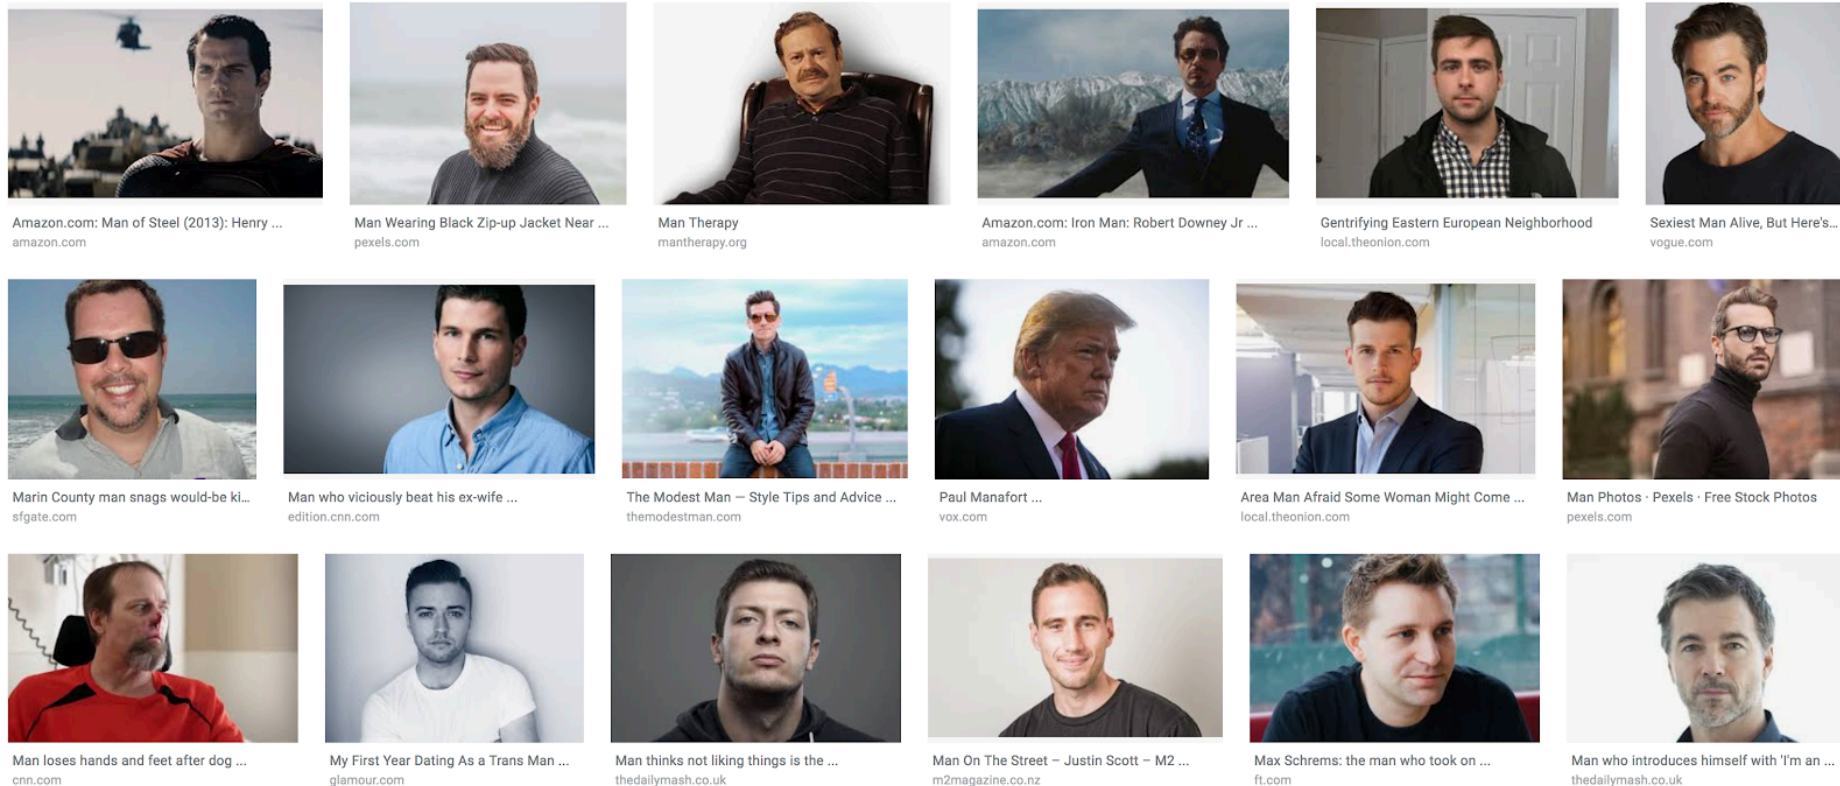 Amazon.com: Man of Steel (2013): Henry ...
amazon.com
Man Wearing Black Zip-up Jacket Near ...
pexels.com
Man Therapy
mantherapy.org
Amazon.com: Iron Man: Robert Downey Jr ...
amazon.com
Gentrifying Eastern European Neighborhood
local.theonion.com
Sexiest Man Alive, But Here's...
vogue.com
Marin County man snags would-be ki...
sfgate.com
Man who viciously beat his ex-wife ...
edition.cnn.com
The Modest Man — Style Tips and Advice ...
themodestman.com
Paul Manafort ...
vox.com
Area Man Afraid Some Woman Might Come ...
local.theonion.com
Man Photos · Pexels · Free Stock Photos
pexels.com
Man loses hands and feet after dog ...
cnn.com
My First Year Dating As a Trans Man ...
glamour.com
Man thinks not liking things is the ...
thedailymash.co.uk
Man On The Street – Justin Scott – M2 ...
m2magazine.co.nz
Max Schrems: the man who took on ...
ft.com
Man who introduces himself with 'I'm an ...
thedailymash.co.uk